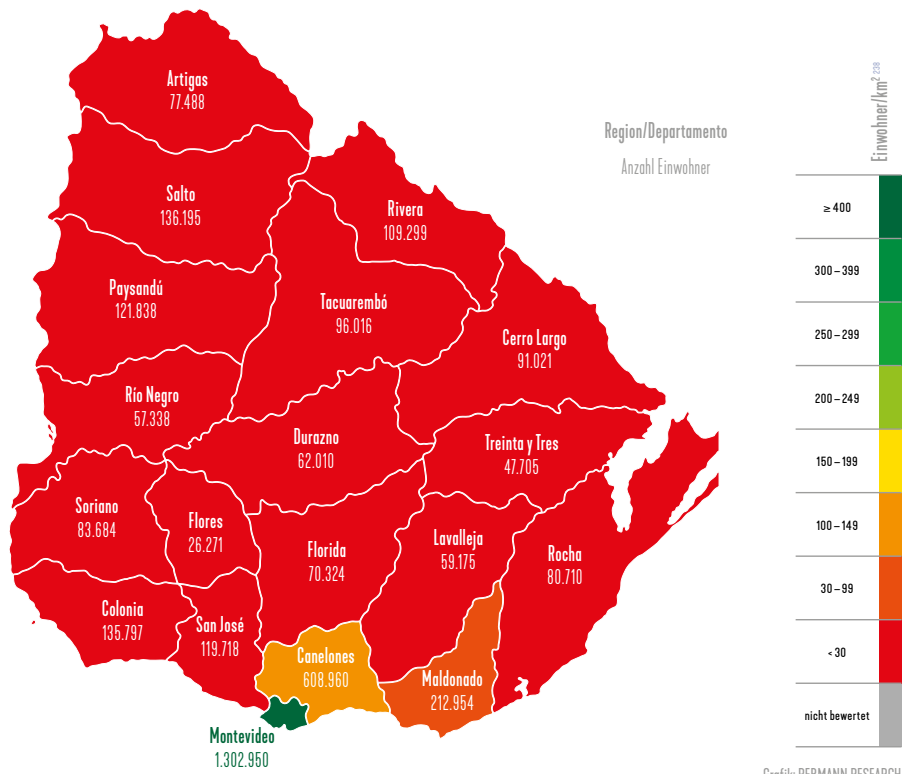 Artigas
77.488
Salto
136.195
Rivera
109.299
Paysandú
121.838
Tacuarembó
96.016
Cerro Largo
91.021
Río Negro
57.338
Durazno
62.010
Treinta y Tres
47.705
Soriano
83.684
Flores
26.271
Florida
70.324
Lavalleja
59.175
Rocha
80.710
Colonia
135.797
San José
119.718
Canelones
608.960
Maldonado
212.954
Montevideo
1.302.950
Region/Departamento
Anzahl Einwohner
Einwohner/km² 238
≥ 400
300 – 399
250 – 299
200 – 249
150 – 199
100 – 149
30 – 99
< 30
nicht bewertet